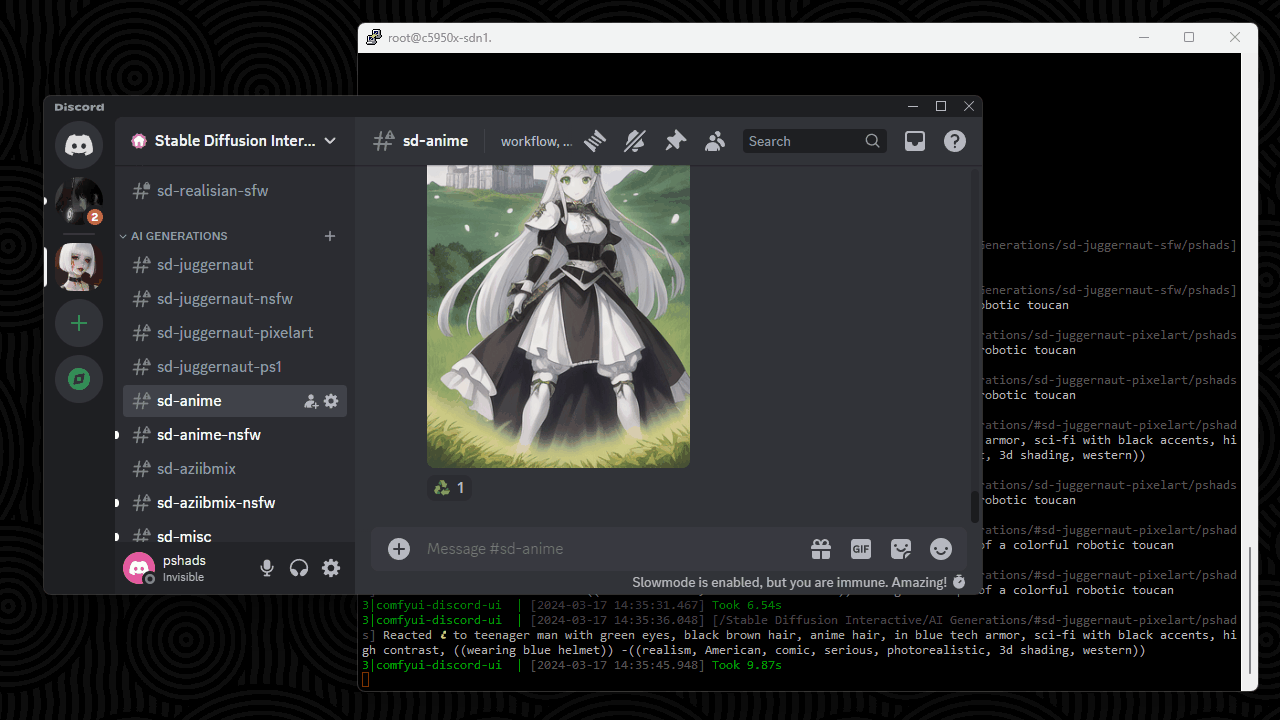 root@c5950x-sdn1.
Discord
Stable Diffusion Inter...
sd-anime
workflow, ...
Search
sd-realisian-sfw
AI GENERATIONS
sd-juggernaut
sd-juggernaut-nsfw
sd-juggernaut-pixelart
sd-juggernaut-ps1
sd-anime
sd-anime-nsfw
sd-aziibmix
sd-aziibmix-nsfw
sd-misc
2
pshads
Invisible
1
Message #sd-anime
GIF
Slowmode is enabled, but you are immune. Amazing!
Generations/sd-juggernaut-sfw/pshads]
Generations/sd-juggernaut-sfw/pshads]
robotic toucan
rations/sd-juggernaut-pixelart/pshads
robotic toucan
rations/sd-juggernaut-pixelart/pshads
robotic toucan
rations/#sd-juggernaut-pixelart/pshad
armor, sci-fi with black accents, hi
, 3d shading, western))
rations/sd-juggernaut-pixelart/pshads
robotic toucan
rations/#sd-juggernaut-pixelart/pshad
of a colorful robotic toucan
rations/#sd-juggernaut-pixelart/pshad
of a colorful robotic toucan
3|comfyui-discord-ui | [2024-03-17 14:35:31.467] Took 6.54s
3|comfyui-discord-ui | [2024-03-17 14:35:36.048] [/Stable Diffusion Interactive/AI Generations/#sd-juggernaut-pixelart/pshad
s] Reacted to teenager man with green eyes, black brown hair, anime hair, in blue tech armor, sci-fi with black accents, hi
gh contrast, ((wearing blue helmet)) -((realism, American, comic, serious, photorealistic, 3d shading, western))
3|comfyui-discord-ui | [2024-03-17 14:35:45.948] Took 9.87s